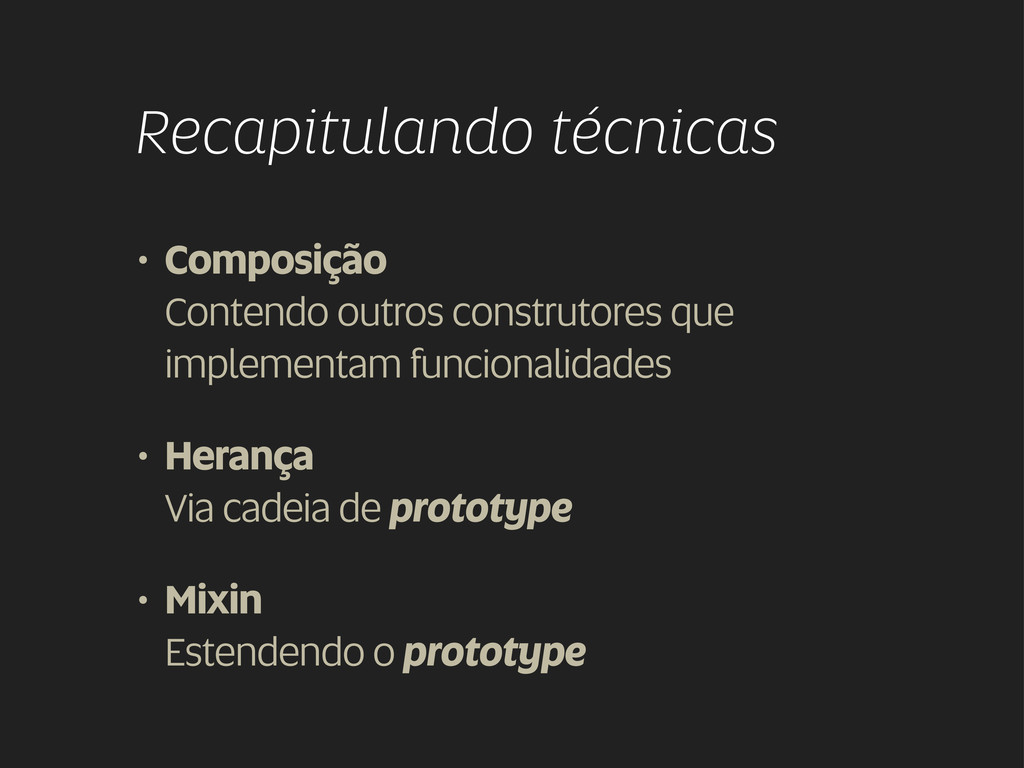 Recapitulando técnicas
• Composição
Contendo outros construtores que
implementam funcionalidades
• Herança
Via cadeia de prototype
• Mixin
Estendendo o prototype